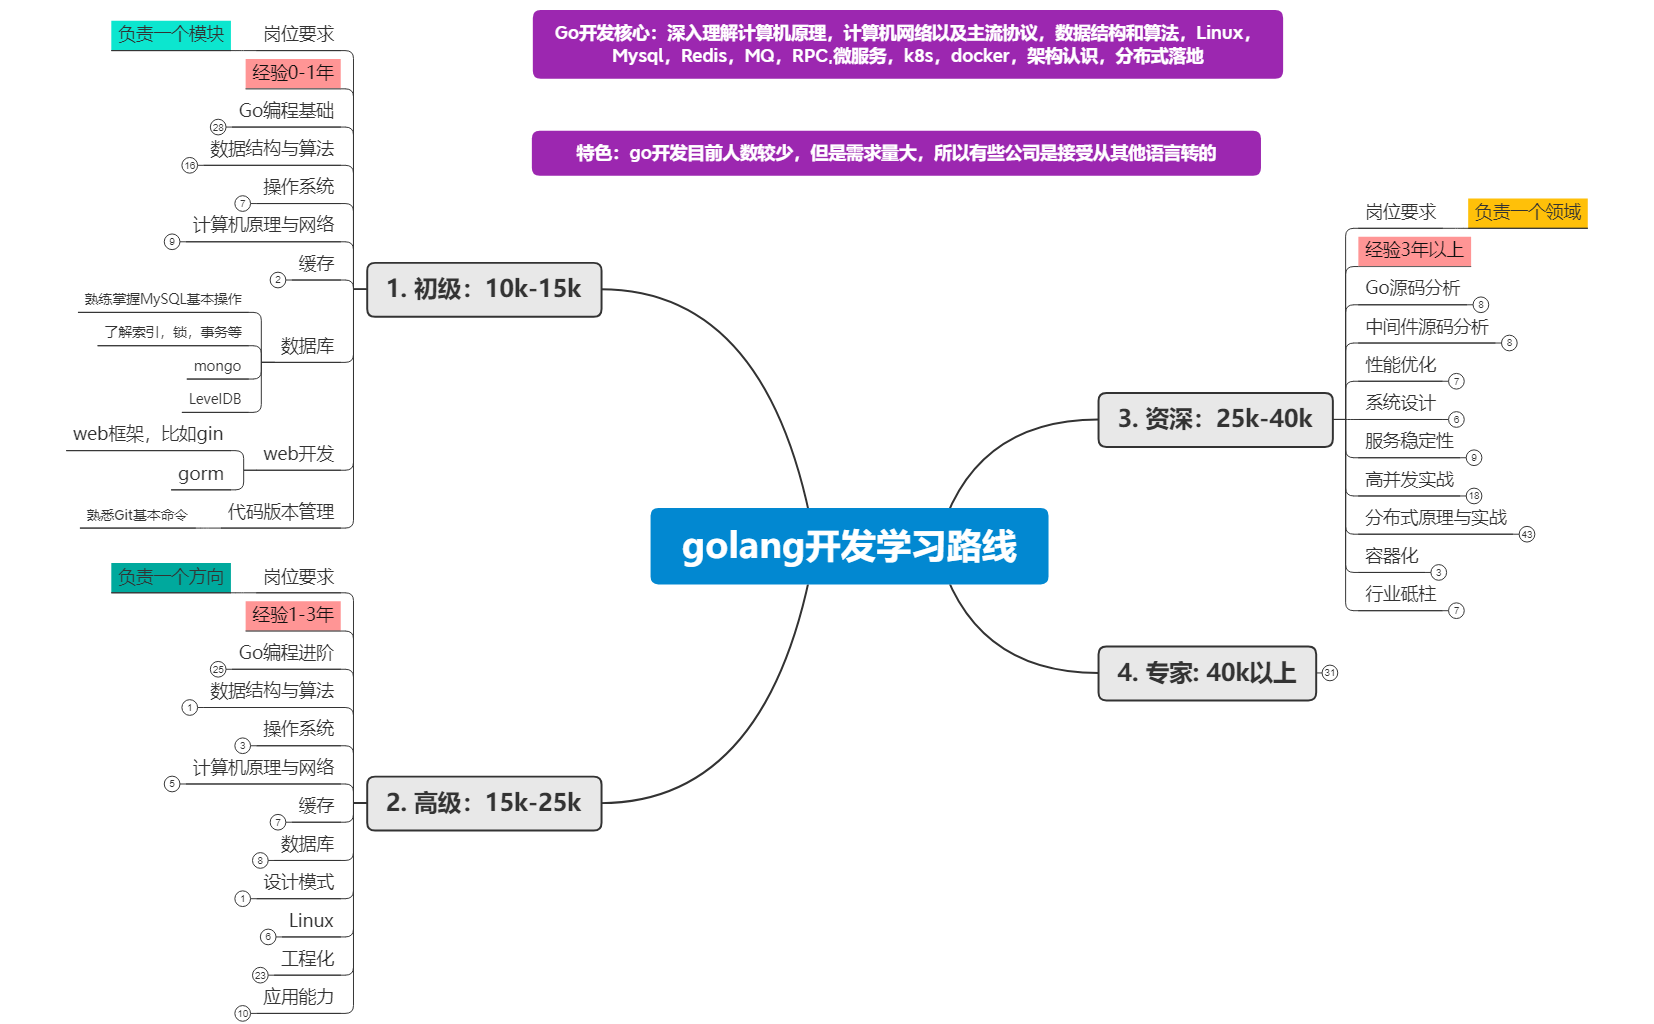 Go开发核心：深入理解计算机原理，计算机网络以及主流协议，数据结构和算法，Linux，
Mysql，Redis，MQ，RPC,微服务，k8s，docker，架构认识，分布式落地
特色：go开发目前人数较少，但是需求量大，所以有些公司是接受从其他语言转的
golang开发学习路线
1. 初级：10k-15k
岗位要求
负责一个模块
经验0-1年
Go编程基础
28
数据结构与算法
16
操作系统
7
计算机原理与网络
9
缓存
2
数据库
熟练掌握MySQL基本操作
了解索引，锁，事务等
mongo
LevelDB
web开发
web框架，比如gin
gorm
代码版本管理
熟悉Git基本命令
2. 高级：15k-25k
岗位要求
负责一个方向
经验1-3年
Go编程进阶
25
数据结构与算法
1
操作系统
3
计算机原理与网络
5
缓存
7
数据库
8
设计模式
1
Linux
6
工程化
23
应用能力
10
3. 资深：25k-40k
岗位要求
负责一个领域
经验3年以上
Go源码分析
8
中间件源码分析
8
性能优化
7
系统设计
6
服务稳定性
9
高并发实战
18
分布式原理与实战
43
容器化
3
行业砥柱
7
4. 专家: 40k以上
31